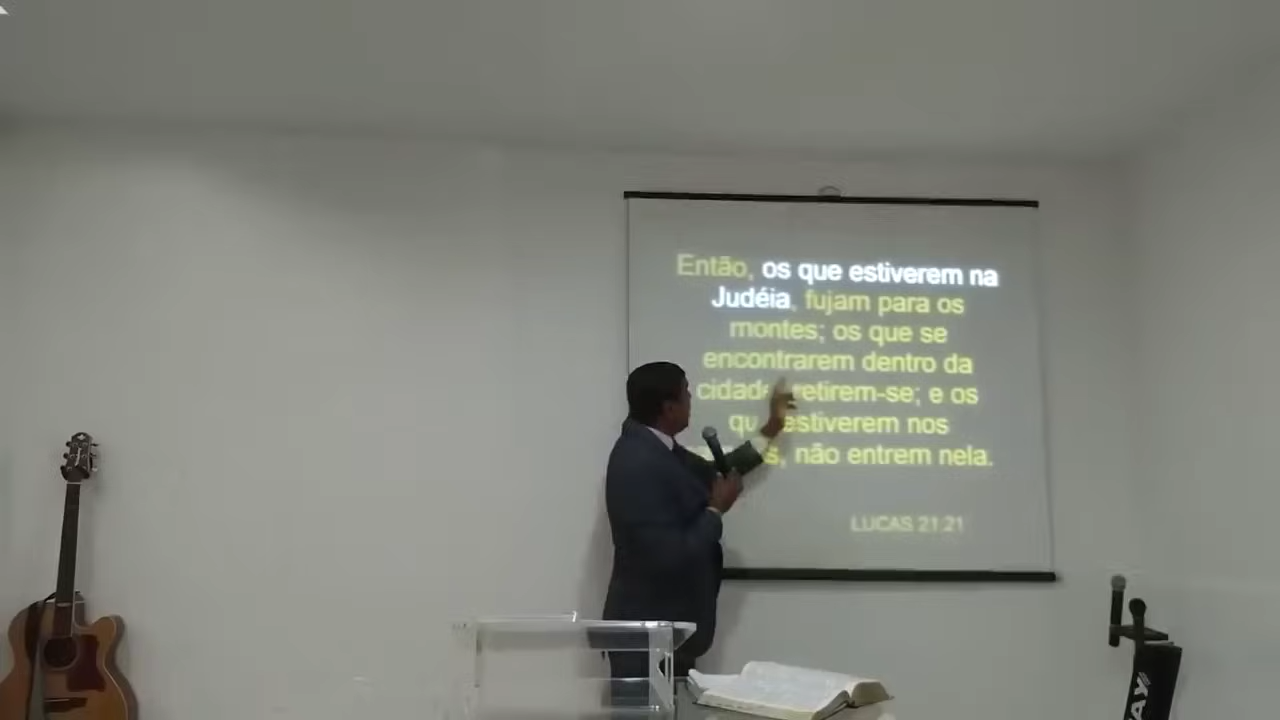 Então, os que estiverem na
Judéia, fujam para os
montes; os que se
encontrarem dentro da
cidade retirem-se; e os
estiverem nos
não entrem nela.
LUCAS 21:21